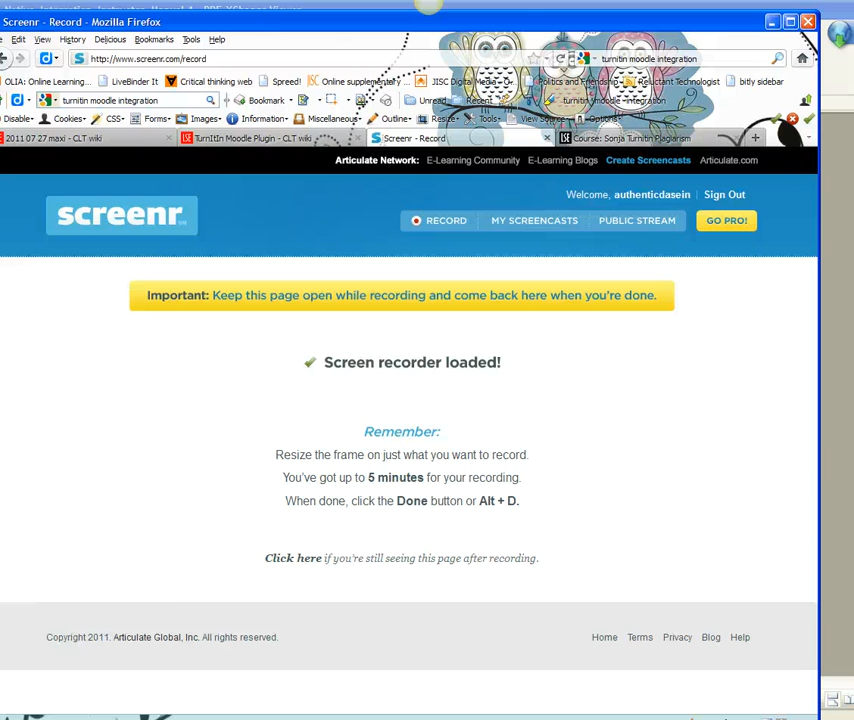 Screenr - Record - Mozilla Firefox
Edit View History Delicious Bookmarks Tools Help
http://www.screenr.com/record
turnitin moodle integration
OLIA: Online Learning... LiveBinder It Critical thinking web Spreed! Online supplementary... JISC Digital Media - O... Politics and Friendship Reluctant Technologist bitly sidebar
turnitin moodle integration Bookmark Unread Recent turnitin moodle integration
Disable Cookies CSS Forms Images Information Miscellaneous Outline Resize Tools View Source Options
2011 07 27 maxi - CLT wiki TurnItIn Moodle Plugin - CLT wiki Screenr - Record Course: Sonja Turnitin Plagiarism
Articulate Network: E-Learning Community E-Learning Blogs Create Screencasts Articulate.com
Welcome, authenticdasein Sign Out
screenr
RECORD MY SCREENCASTS PUBLIC STREAM GO PRO!
Important: Keep this page open while recording and come back here when you're done.
Screen recorder loaded!
Remember:
Resize the frame on just what you want to record.
You've got up to 5 minutes for your recording.
When done, click the Done button or Alt + D.
Click here if you're still seeing this page after recording.
Copyright 2011. Articulate Global, Inc. All rights reserved.
Home Terms Privacy Blog Help